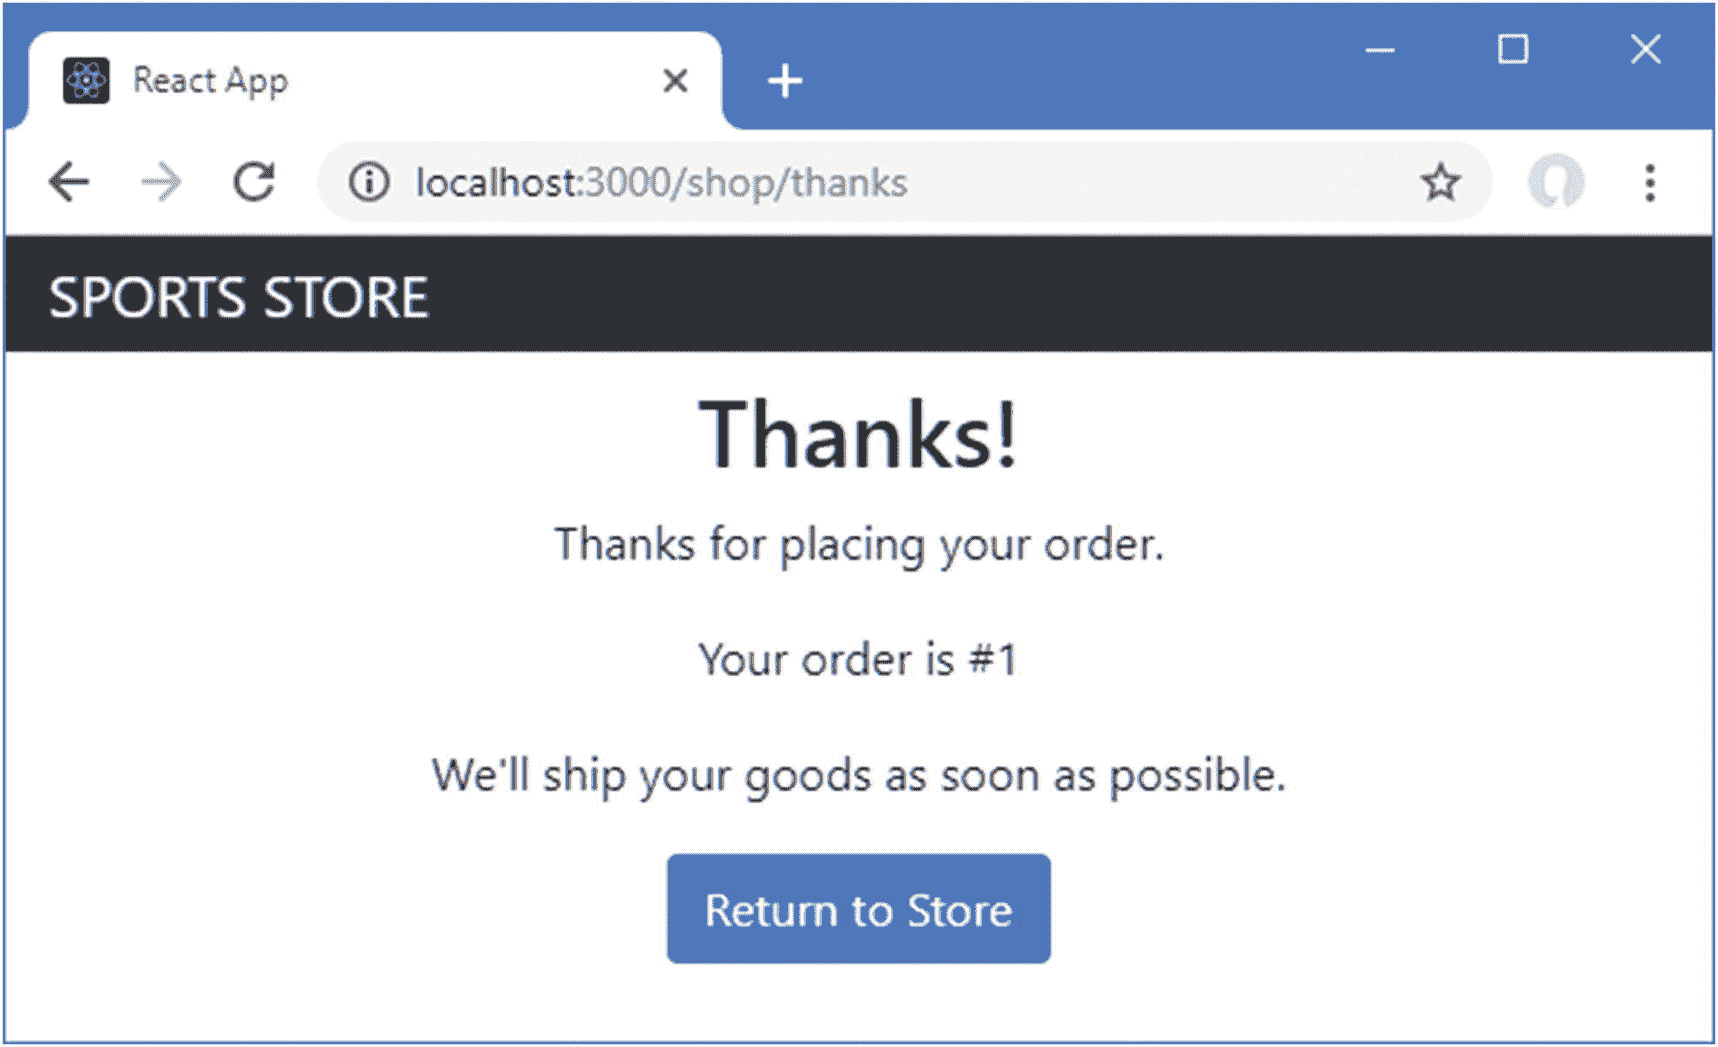 React App
localhost:3000/shop/thanks
SPORTS STORE
Thanks!
Thanks for placing your order.
Your order is #1
We'll ship your goods as soon as possible.
Return to Store